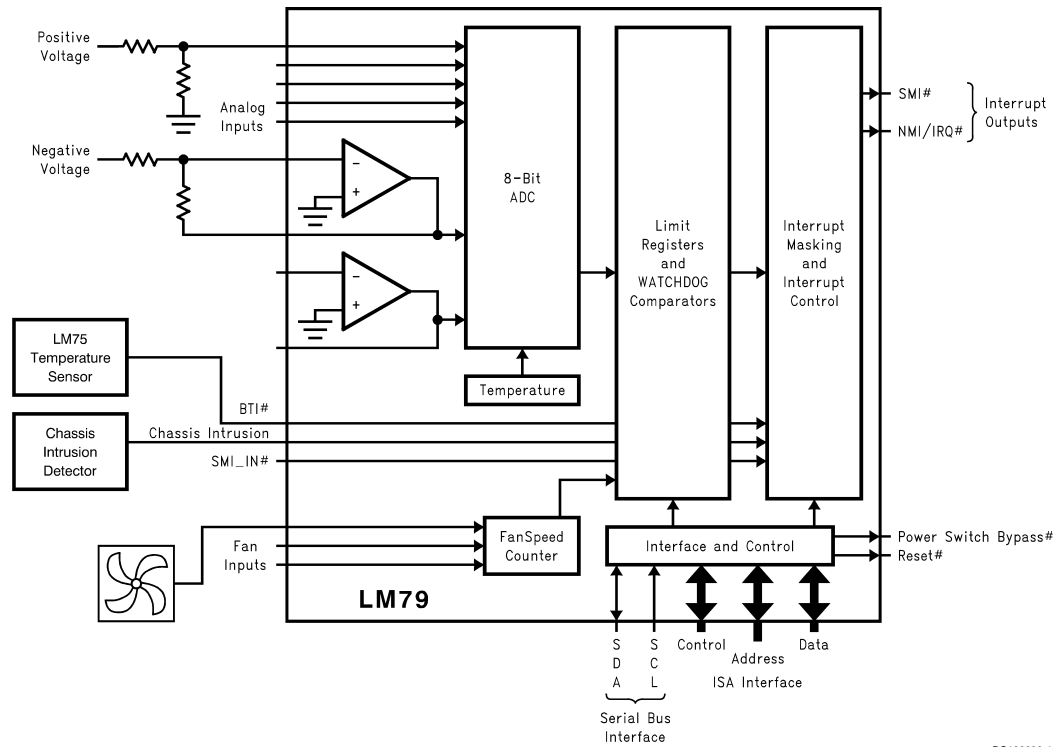 Positive
Voltage
Analog
Inputs
Negative
Voltage
−
+
−
+
8-Bit
ADC
Temperature
Limit
Registers
and
WATCHDOG
Comparators
Interrupt
Masking
and
Interrupt
Control
SMI#
NMI/IRQ#
Interrupt
Outputs
LM75
Temperature
Sensor
BTI#
Chassis
Intrusion
Detector
Chassis Intrusion
SMI_IN#
Fan
Inputs
FanSpeed
Counter
Interface and Control
Power Switch Bypass#
Reset#
LM79
SDA
SCL
Control
Address
Data
ISA Interface
Serial Bus
Interface